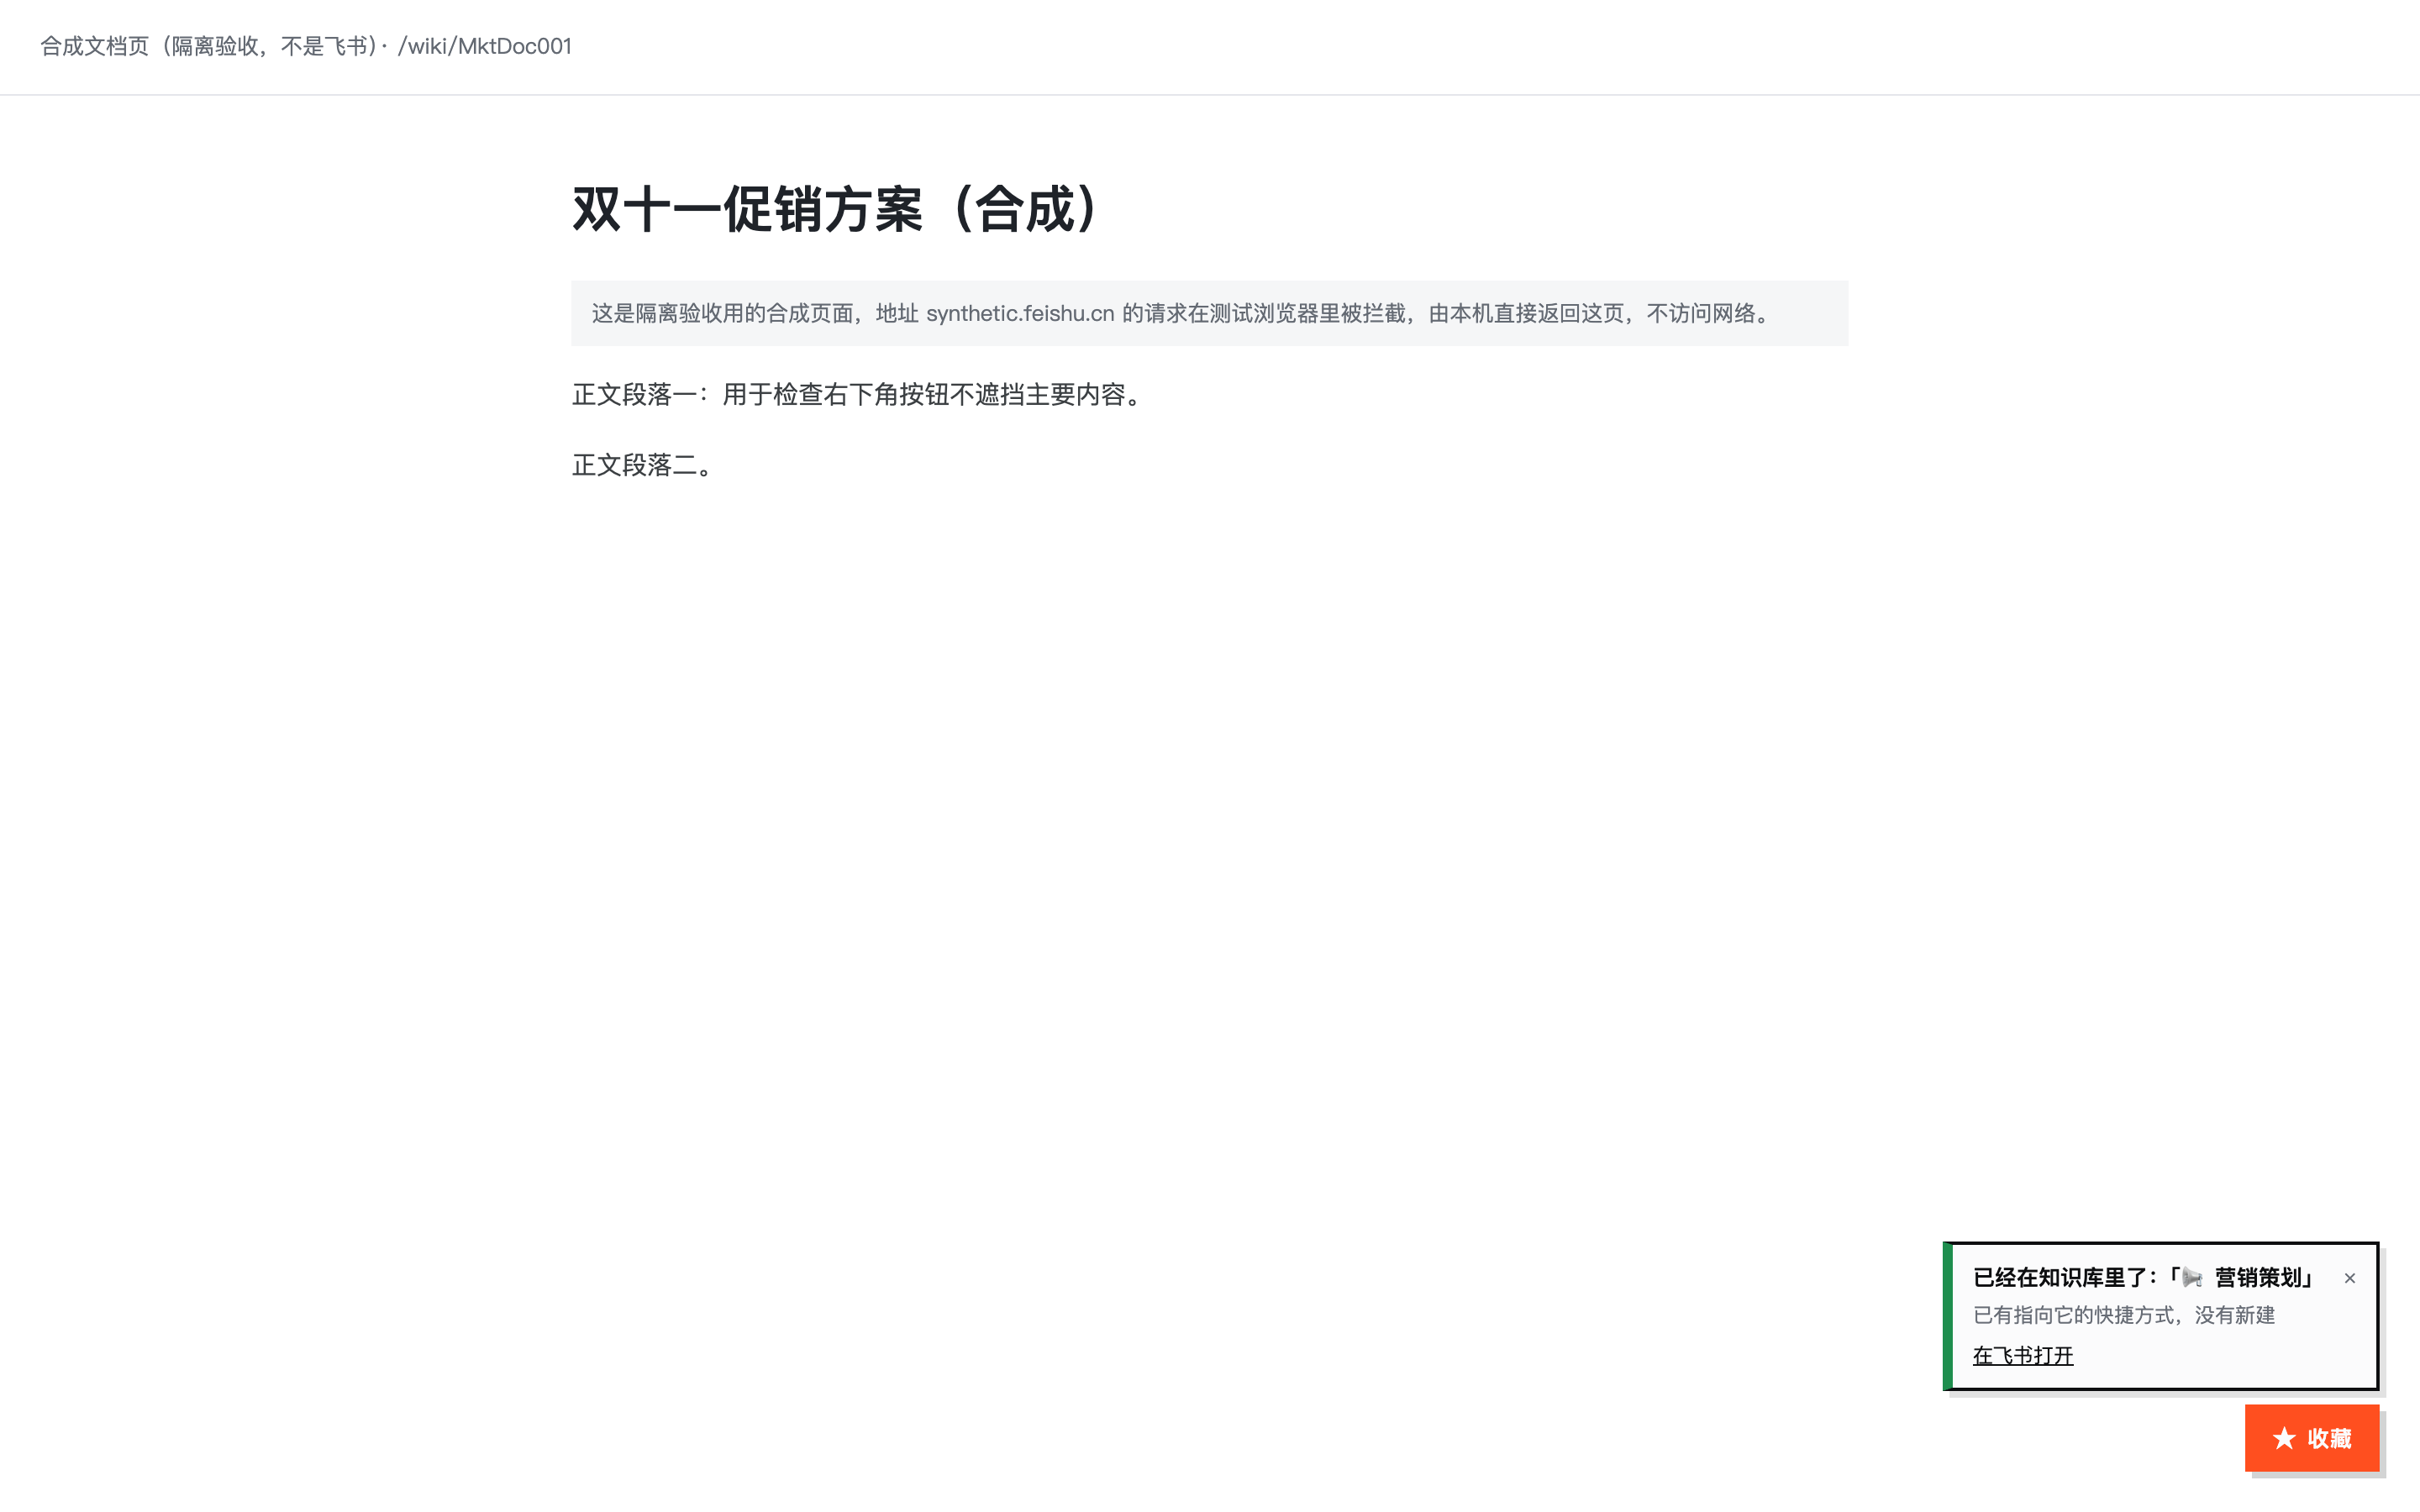 合成文档页（隔离验收，不是飞书）· /wiki/MktDoc001
双十一促销方案（合成）
这是隔离验收用的合成页面，地址 synthetic.feishu.cn 的请求在测试浏览器里被拦截，由本机直接返回这页，不访问网络。
正文段落一：用于检查右下角按钮不遮挡主要内容。
正文段落二。
已经在知识库里了：「📢 营销策划」 ×
已有指向它的快捷方式，没有新建
在飞书打开
★ 收藏